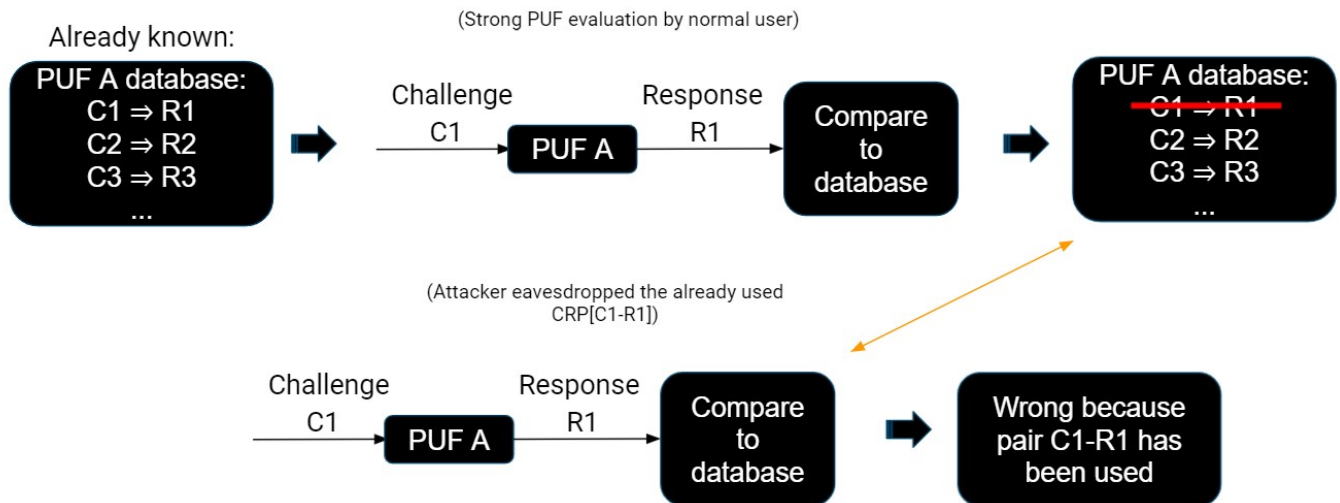 (Strong PUF evaluation by normal user)
Already known:
PUF A database:
C1 ⇒ R1
C2 ⇒ R2
C3 ⇒ R3
...
Challenge
C1
PUF A
Response
R1
Compare
to
database
PUF A database:
C1 ⇒ R1
C2 ⇒ R2
C3 ⇒ R3
...
(Attacker eavesdropped the already used
CRP[C1-R1])
Challenge
C1
PUF A
Response
R1
Compare
to
database
Wrong because
pair C1-R1 has
been used